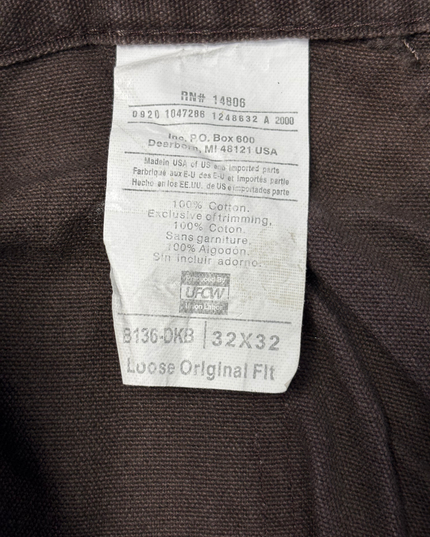 RN# 14806
0920 1047206 1248632 A 2000
Inc. P.O. Box 600
Dearborn, MI 48121 USA
Made in USA of US and imported parts
Fabriqué aux E-U des E-U et importés partie
Hecho en los EE.UU. de US e importados parte
100% Cotton.
Exclusive of trimming,
100% Coton.
Sans garniture.
100% Algodón.
Sin incluir adorno.
UFCW
B136-DKB 32X32
Loose Original Fit